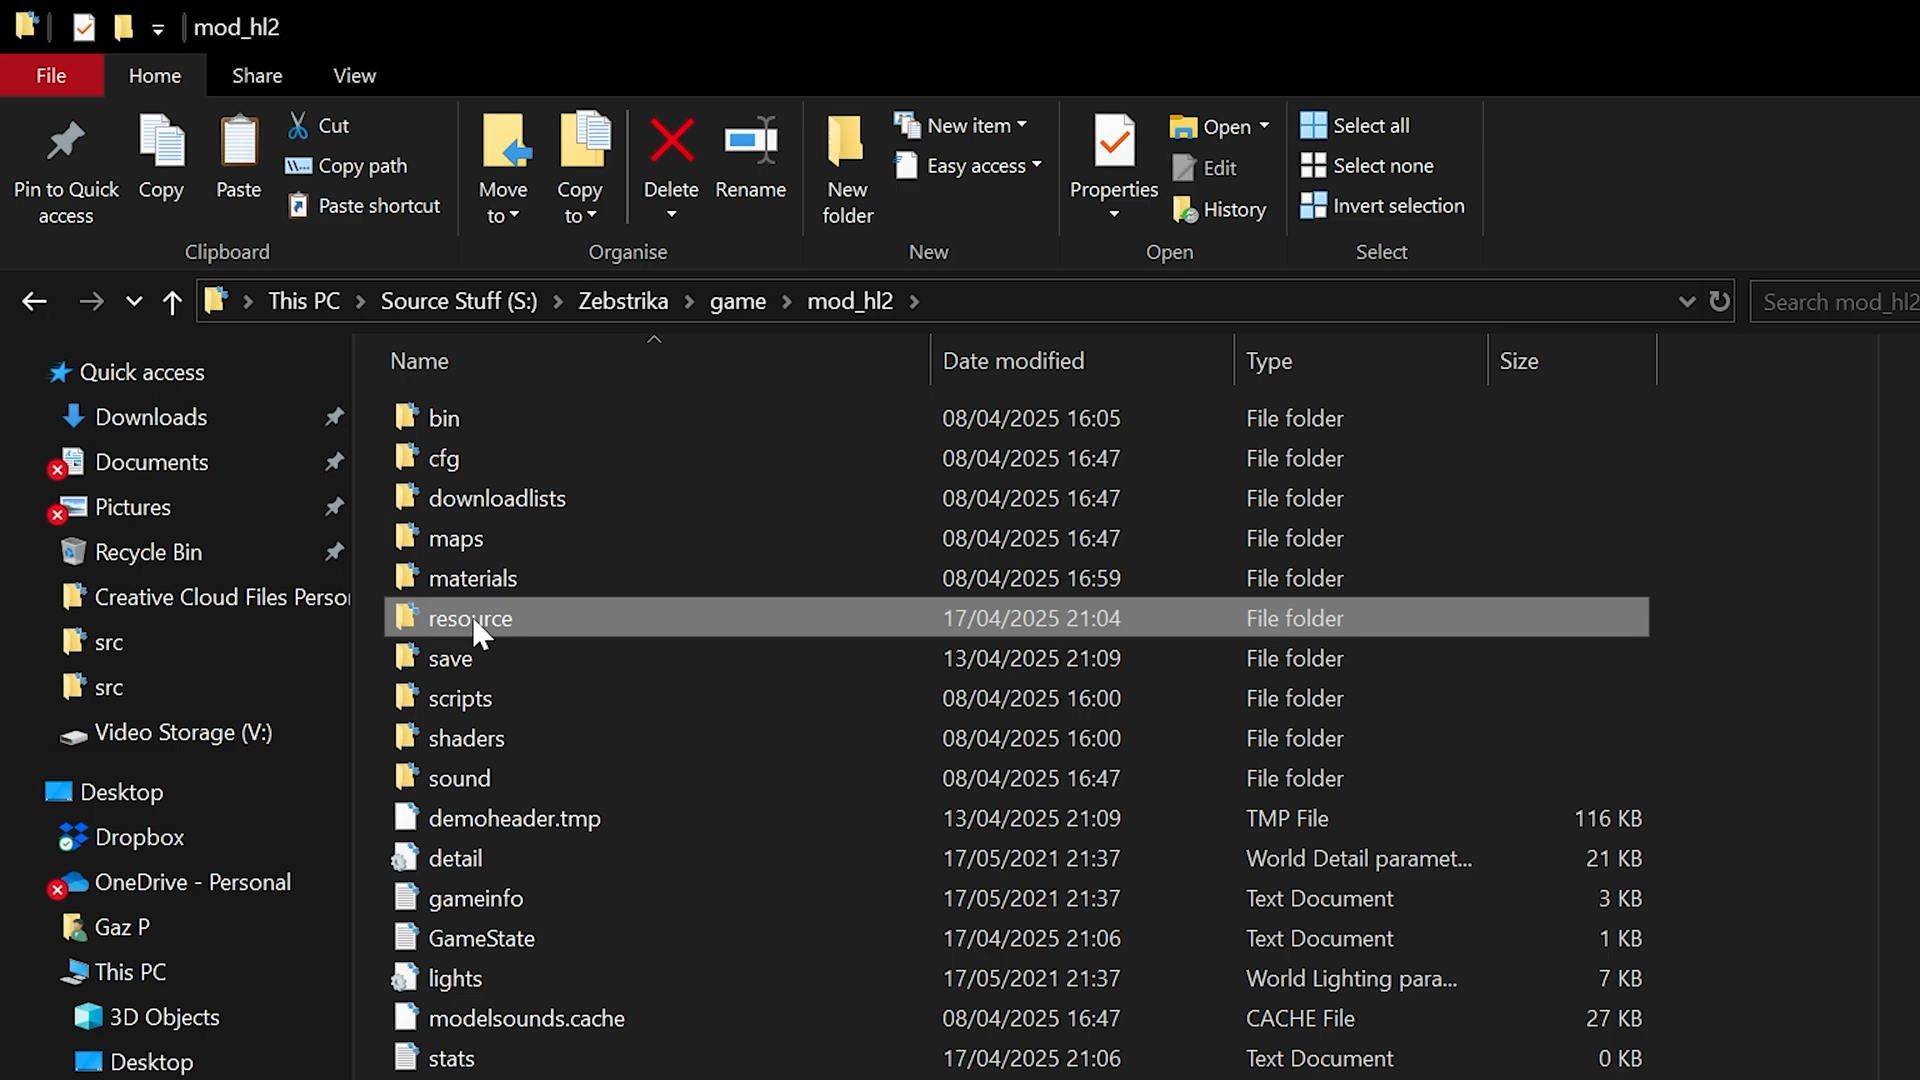 mod_hl2
File Home Share View
Pin to Quick access
Copy
Paste
Cut
Copy path
Paste shortcut
Clipboard
Move to
Copy to
Delete
Rename
Organise
New folder
New item
Easy access
New
Properties
Open
Edit
History
Open
Select all
Select none
Invert selection
Select
This PC > Source Stuff (S:) > Zebstrika > game > mod_hl2 >
Search mod_hl2
Quick access
Downloads
Documents
Pictures
Recycle Bin
Creative Cloud Files Perso
src
src
Video Storage (V:)
Desktop
Dropbox
OneDrive - Personal
Gaz P
This PC
3D Objects
Desktop
Name Date modified Type Size
bin 08/04/2025 16:05 File folder
cfg 08/04/2025 16:47 File folder
downloadlists 08/04/2025 16:47 File folder
maps 08/04/2025 16:47 File folder
materials 08/04/2025 16:59 File folder
resource 17/04/2025 21:04 File folder
save 13/04/2025 21:09 File folder
scripts 08/04/2025 16:00 File folder
shaders 08/04/2025 16:00 File folder
sound 08/04/2025 16:47 File folder
demoheader.tmp 13/04/2025 21:09 TMP File 116 KB
detail 17/05/2021 21:37 World Detail paramet... 21 KB
gameinfo 17/05/2021 21:37 Text Document 3 KB
GameState 17/04/2025 21:06 Text Document 1 KB
lights 17/05/2021 21:37 World Lighting para... 7 KB
modelsounds.cache 08/04/2025 16:47 CACHE File 27 KB
stats 17/04/2025 21:06 Text Document 0 KB